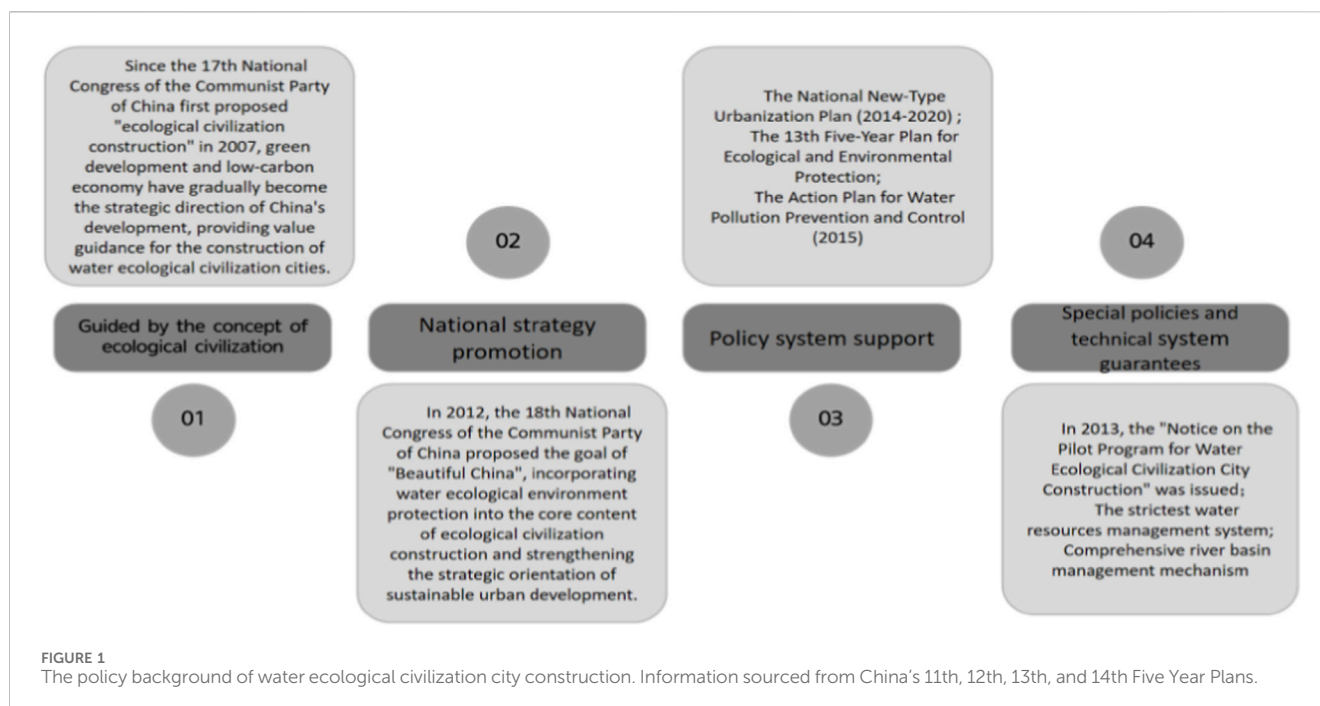 Since the 17th National
Congress of the Communist Party
of China first proposed
"ecological civilization
construction" in 2007, green
development and low-carbon
economy have gradually become
the strategic direction of China's
development, providing value
guidance for the construction of
water ecological civilization cities.
Guided by the concept of
ecological civilization
01
02
National strategy
promotion
In 2012, the 18th National
Congress of the Communist Party
of China proposed the goal of
"Beautiful China", incorporating
water ecological environment
protection into the core content
of ecological civilization
construction and strengthening
the strategic orientation of
sustainable urban development.
The National New-Type
Urbanization Plan (2014-2020) ;
The 13th Five-Year Plan for
Ecological and Environmental
Protection;
The Action Plan for Water
Pollution Prevention and Control
(2015)
Policy system support
03
04
Special policies and
technical system
guarantees
In 2013, the "Notice on the
Pilot Program for Water
Ecological Civilization City
Construction" was issued;
The strictest water
resources management system;
Comprehensive river basin
management mechanism
FIGURE 1
The policy background of water ecological civilization city construction. Information sourced from China's 11th, 12th, 13th, and 14th Five Year Plans.